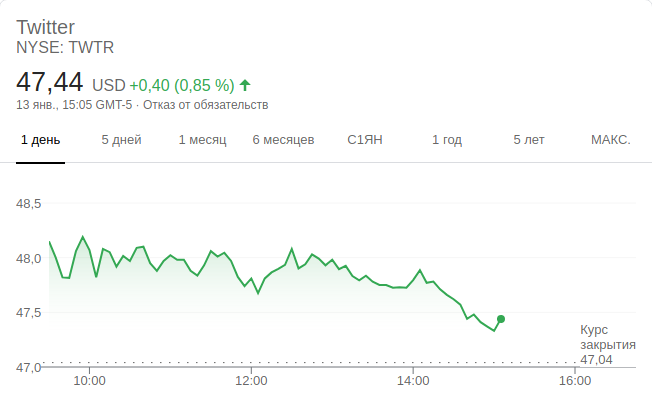 Twitter
NYSE: TWTR
47,44 USD +0,40 (0,85 %)
13 янв., 15:05 GMT-5 · Отказ от обязательств
1 день 5 дней 1 месяц 6 месяцев С1ЯН 1 год 5 лет МАКС.
48,5
48,0
47,5
47,0
Курс
закрытия
47,04
10:00 12:00 14:00 16:00